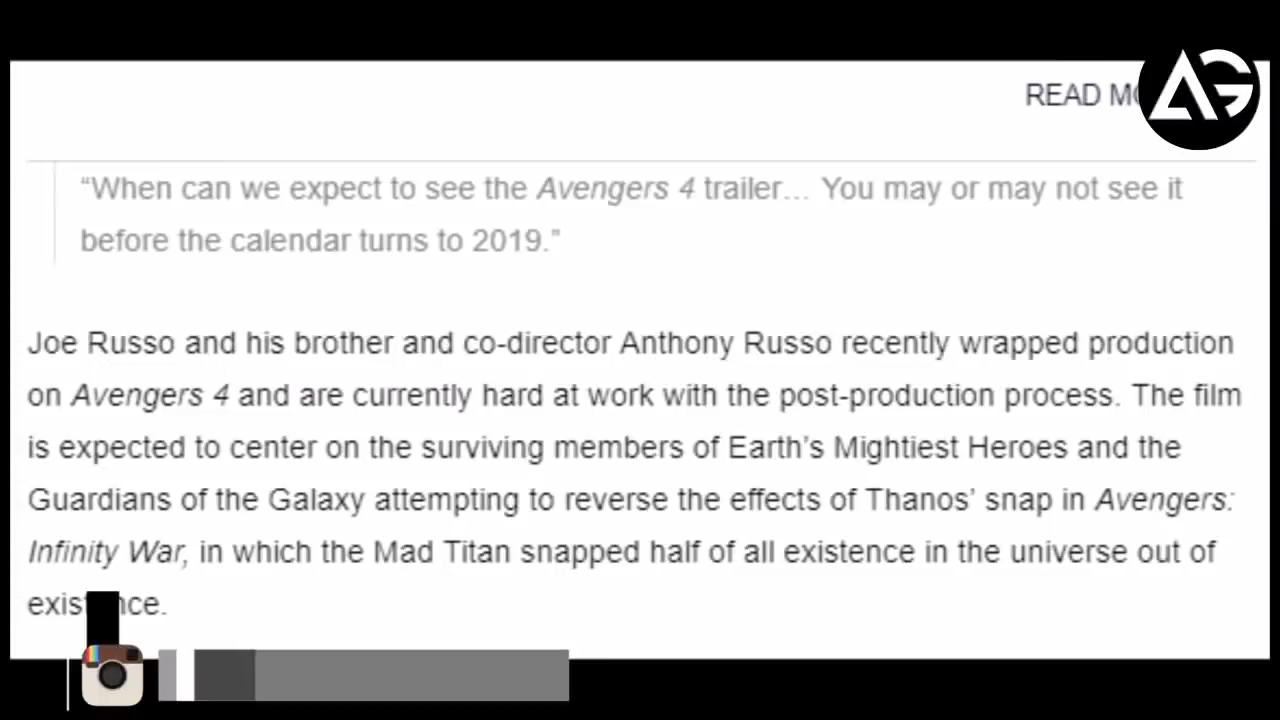 READ
AG
“When can we expect to see the Avengers 4 trailer… You may or may not see it
before the calendar turns to 2019.”
Joe Russo and his brother and co-director Anthony Russo recently wrapped production
on Avengers 4 and are currently hard at work with the post-production process. The film
is expected to center on the surviving members of Earth’s Mightiest Heroes and the
Guardians of the Galaxy attempting to reverse the effects of Thanos’ snap in Avengers:
Infinity War, in which the Mad Titan snapped half of all existence in the universe out of